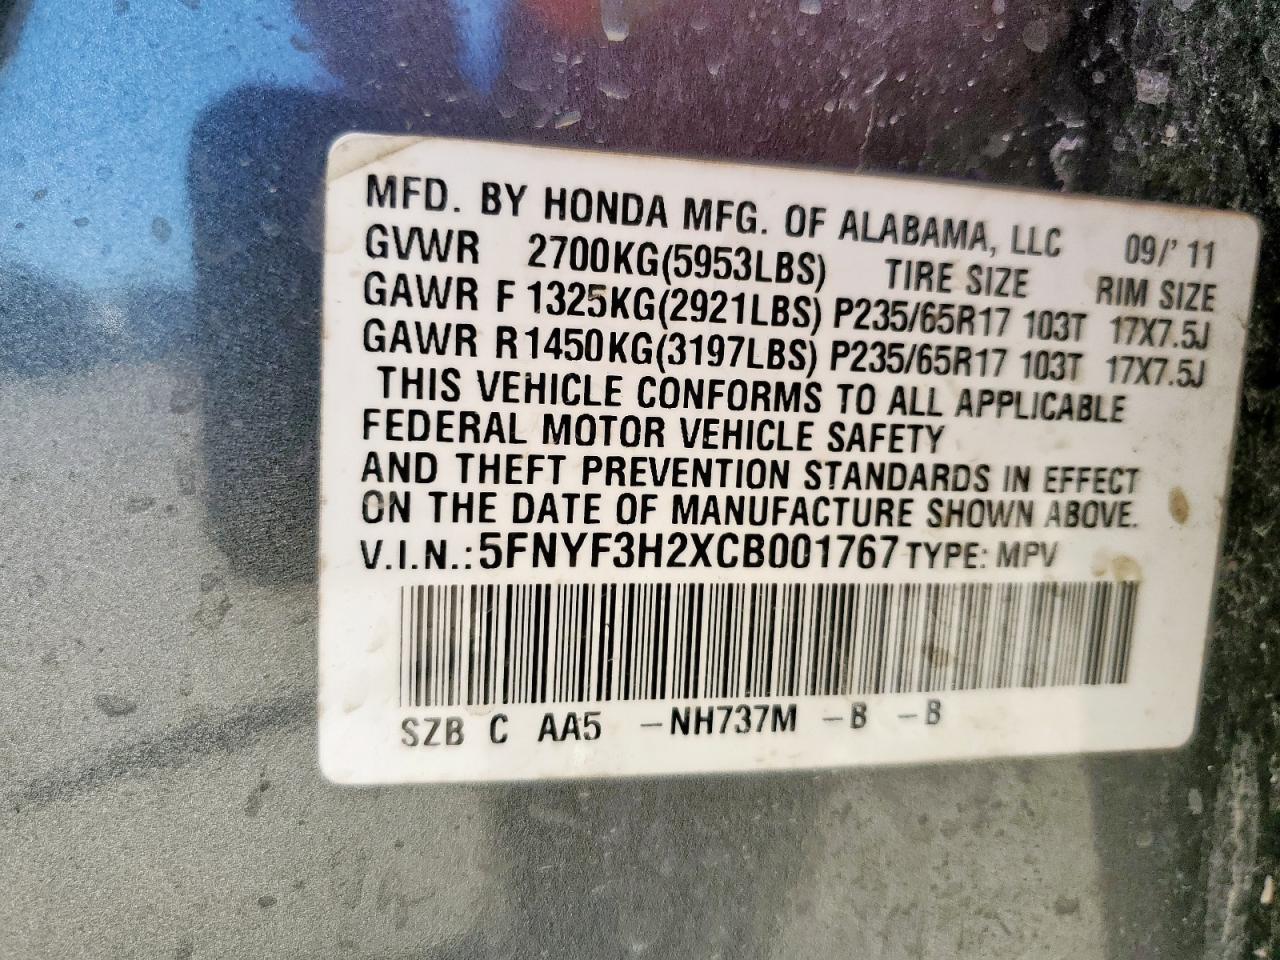 MFD. BY HONDA MFG. OF ALABAMA, LLC 09/' 11
GVWR 2700KG(5953LBS) TIRE SIZE RIM SIZE
GAWR F 1325KG(2921LBS) P235/65R17 103T 17X7.5J
GAWR R 1450KG(3197LBS) P235/65R17 103T 17X7.5J
THIS VEHICLE CONFORMS TO ALL APPLICABLE
FEDERAL MOTOR VEHICLE SAFETY
AND THEFT PREVENTION STANDARDS IN EFFECT
ON THE DATE OF MANUFACTURE SHOWN ABOVE.
V.I.N.: 5FNYF3H2XCB001767 TYPE: MPV
SZB C AA5 -NH737M -B -B